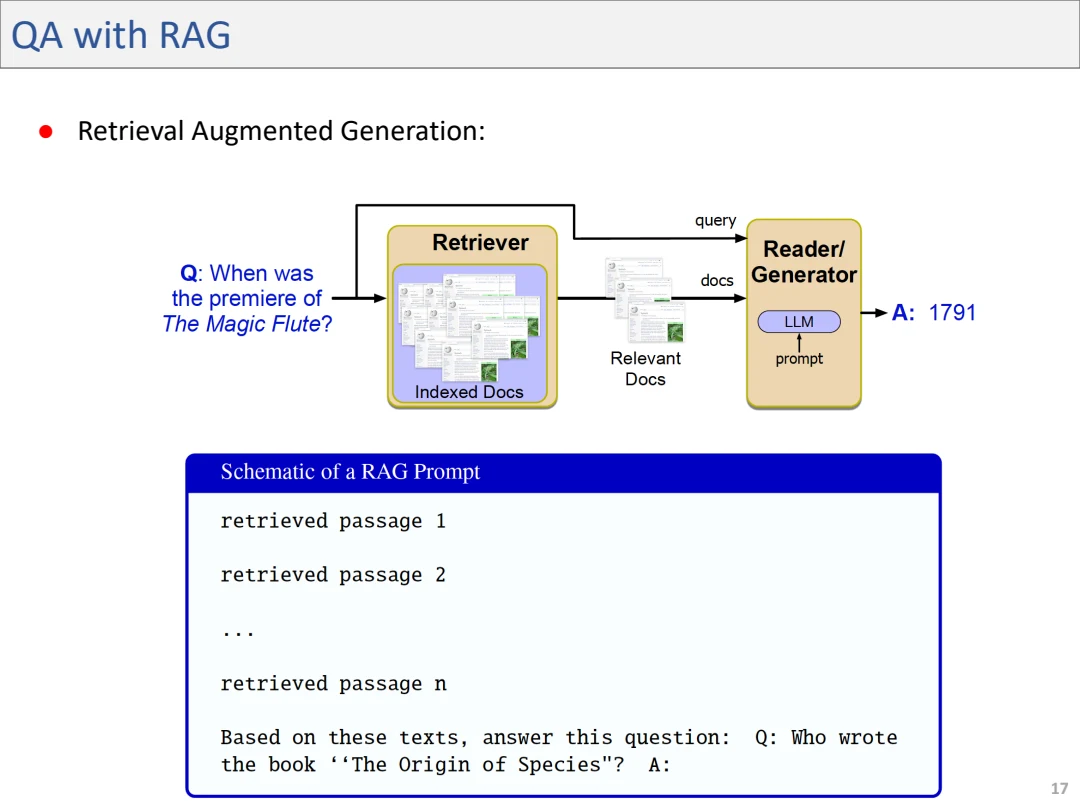 QA with RAG
Retrieval Augmented Generation:
Q: When was
the premiere of
The Magic Flute?
Retriever
Indexed Docs
query
docs
Relevant
Docs
Reader/
Generator
LLM
prompt
A: 1791
Schematic of a RAG Prompt
retrieved passage 1
retrieved passage 2
...
retrieved passage n
Based on these texts, answer this question: Q: Who wrote
the book ‘‘The Origin of Species"? A:
17